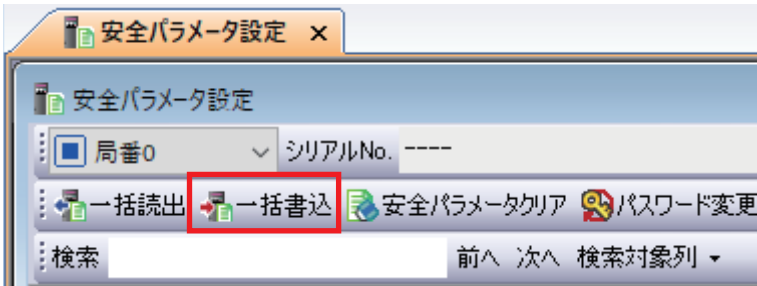 安全パラメータ設定 ×
安全パラメータ設定
局番0 シリアルNo. ----
一括読出 一括書込 安全パラメータクリア パスワード変更
検索 前へ 次へ 検索対象列